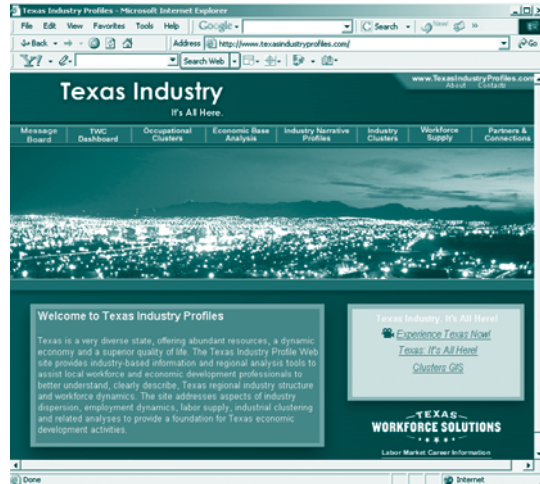 Texas Industry Profiles - Microsoft Internet Explorer
File Edit View Favorites Tools Help Google Search New!
Back Address http://www.texasindustryprofiles.com/ Go
Search Web
www.TexasIndustryProfiles.com
About Contacts
Texas Industry
It's All Here.
Message Board
TWC Dashboard
Occupational Clusters
Economic Base Analysis
Industry Narrative Profiles
Industry Clusters
Workforce Supply
Partners & Connections
Welcome to Texas Industry Profiles
Texas is a very diverse state, offering abundant resources, a dynamic
economy and a superior quality of life. The Texas Industry Profile Web
site provides industry-based information and regional analysis tools to
assist local workforce and economic development professionals to
better understand, clearly describe, Texas regional industry structure
and workforce dynamics. The site addresses aspects of industry
dispersion, employment dynamics, labor supply, industrial clustering
and related analyses to provide a foundation for Texas economic
development activities.
Texas Industry. It's All Here!
Experience Texas Now!
Texas: It's All Here!
Clusters GIS
TEXAS
WORKFORCE SOLUTIONS
Labor Market Career Information
Done Internet